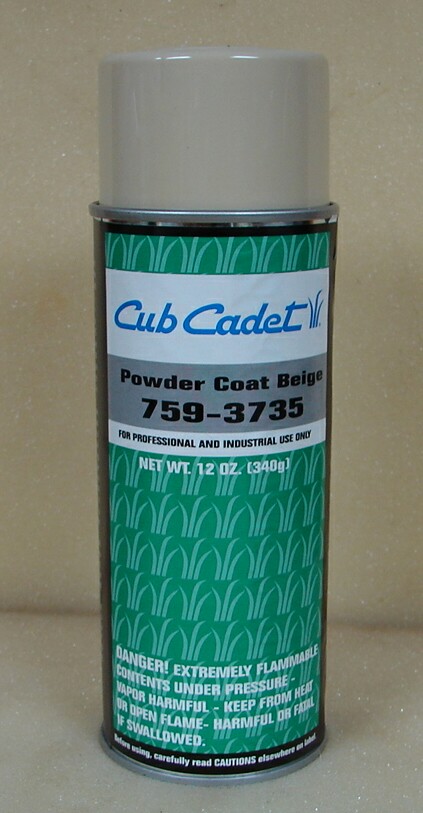 Cub Cadet
Powder Coat Beige
759-3735
FOR PROFESSIONAL AND INDUSTRIAL USE ONLY
NET WT. 12 OZ. (340g)
DANGER! EXTREMELY FLAMMABLE
CONTENTS UNDER PRESSURE -
VAPOR HARMFUL - KEEP FROM HEAT
OR OPEN FLAME- HARMFUL OR FATAL
IF SWALLOWED.
Before using, carefully read CAUTIONS elsewhere on label.